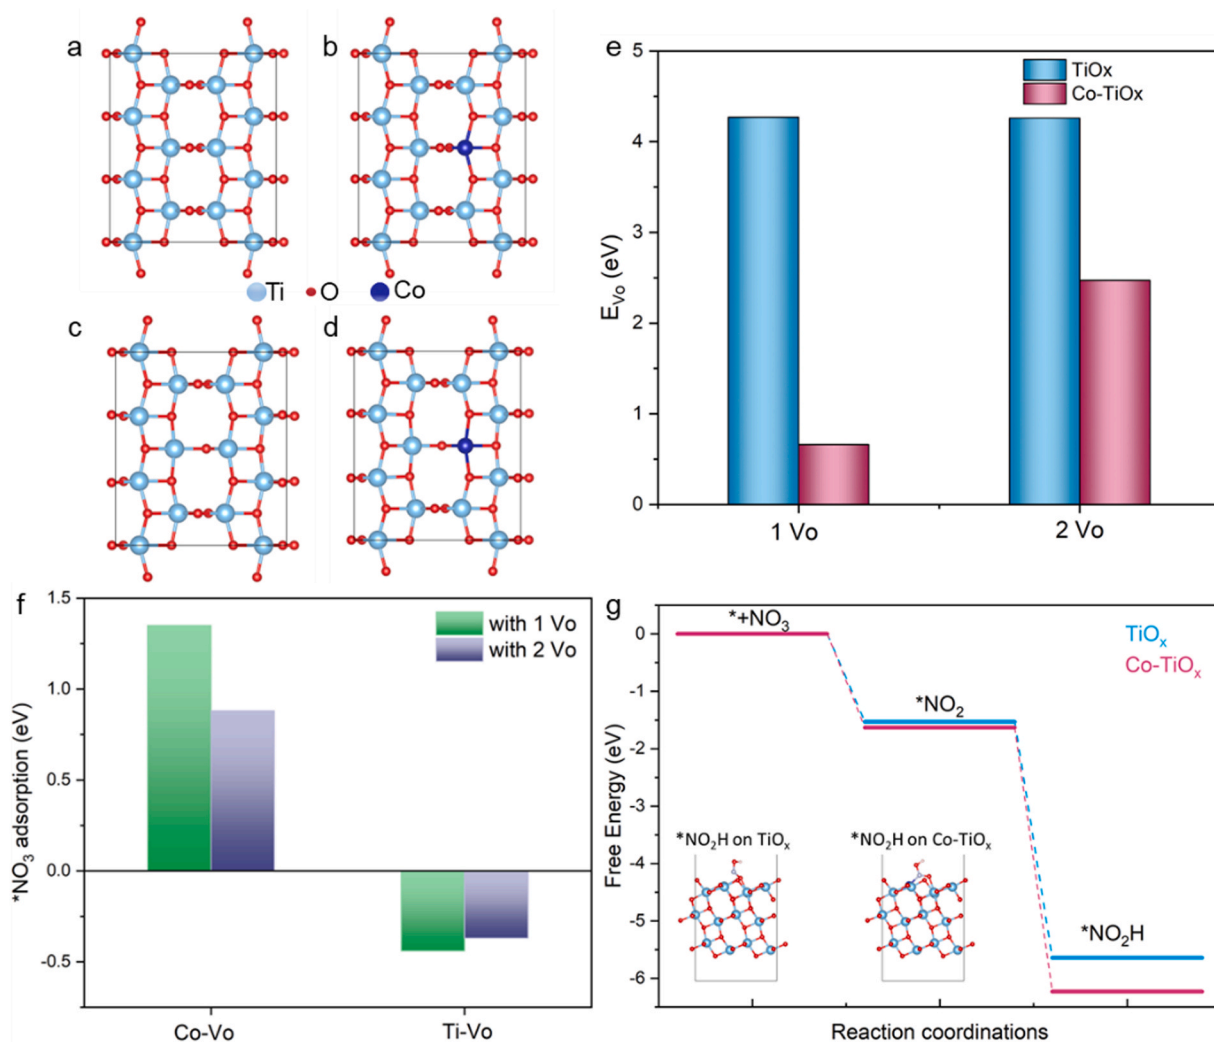 a
b
Ti
O
Co
c
d
e
5
4
3
2
1
0
E_Vo (eV)
TiOx
Co-TiOx
1 Vo
2 Vo
f
1.5
1.0
0.5
0.0
-0.5
*NO₃ adsorption (eV)
with 1 Vo
with 2 Vo
Co-Vo
Ti-Vo
g
0
-1
-2
-3
-4
-5
-6
Free Energy (eV)
*+NO₃
TiOₓ
Co-TiOₓ
*NO₂
*NO₂H on TiOₓ
*NO₂H on Co-TiOₓ
*NO₂H
Reaction coordinations